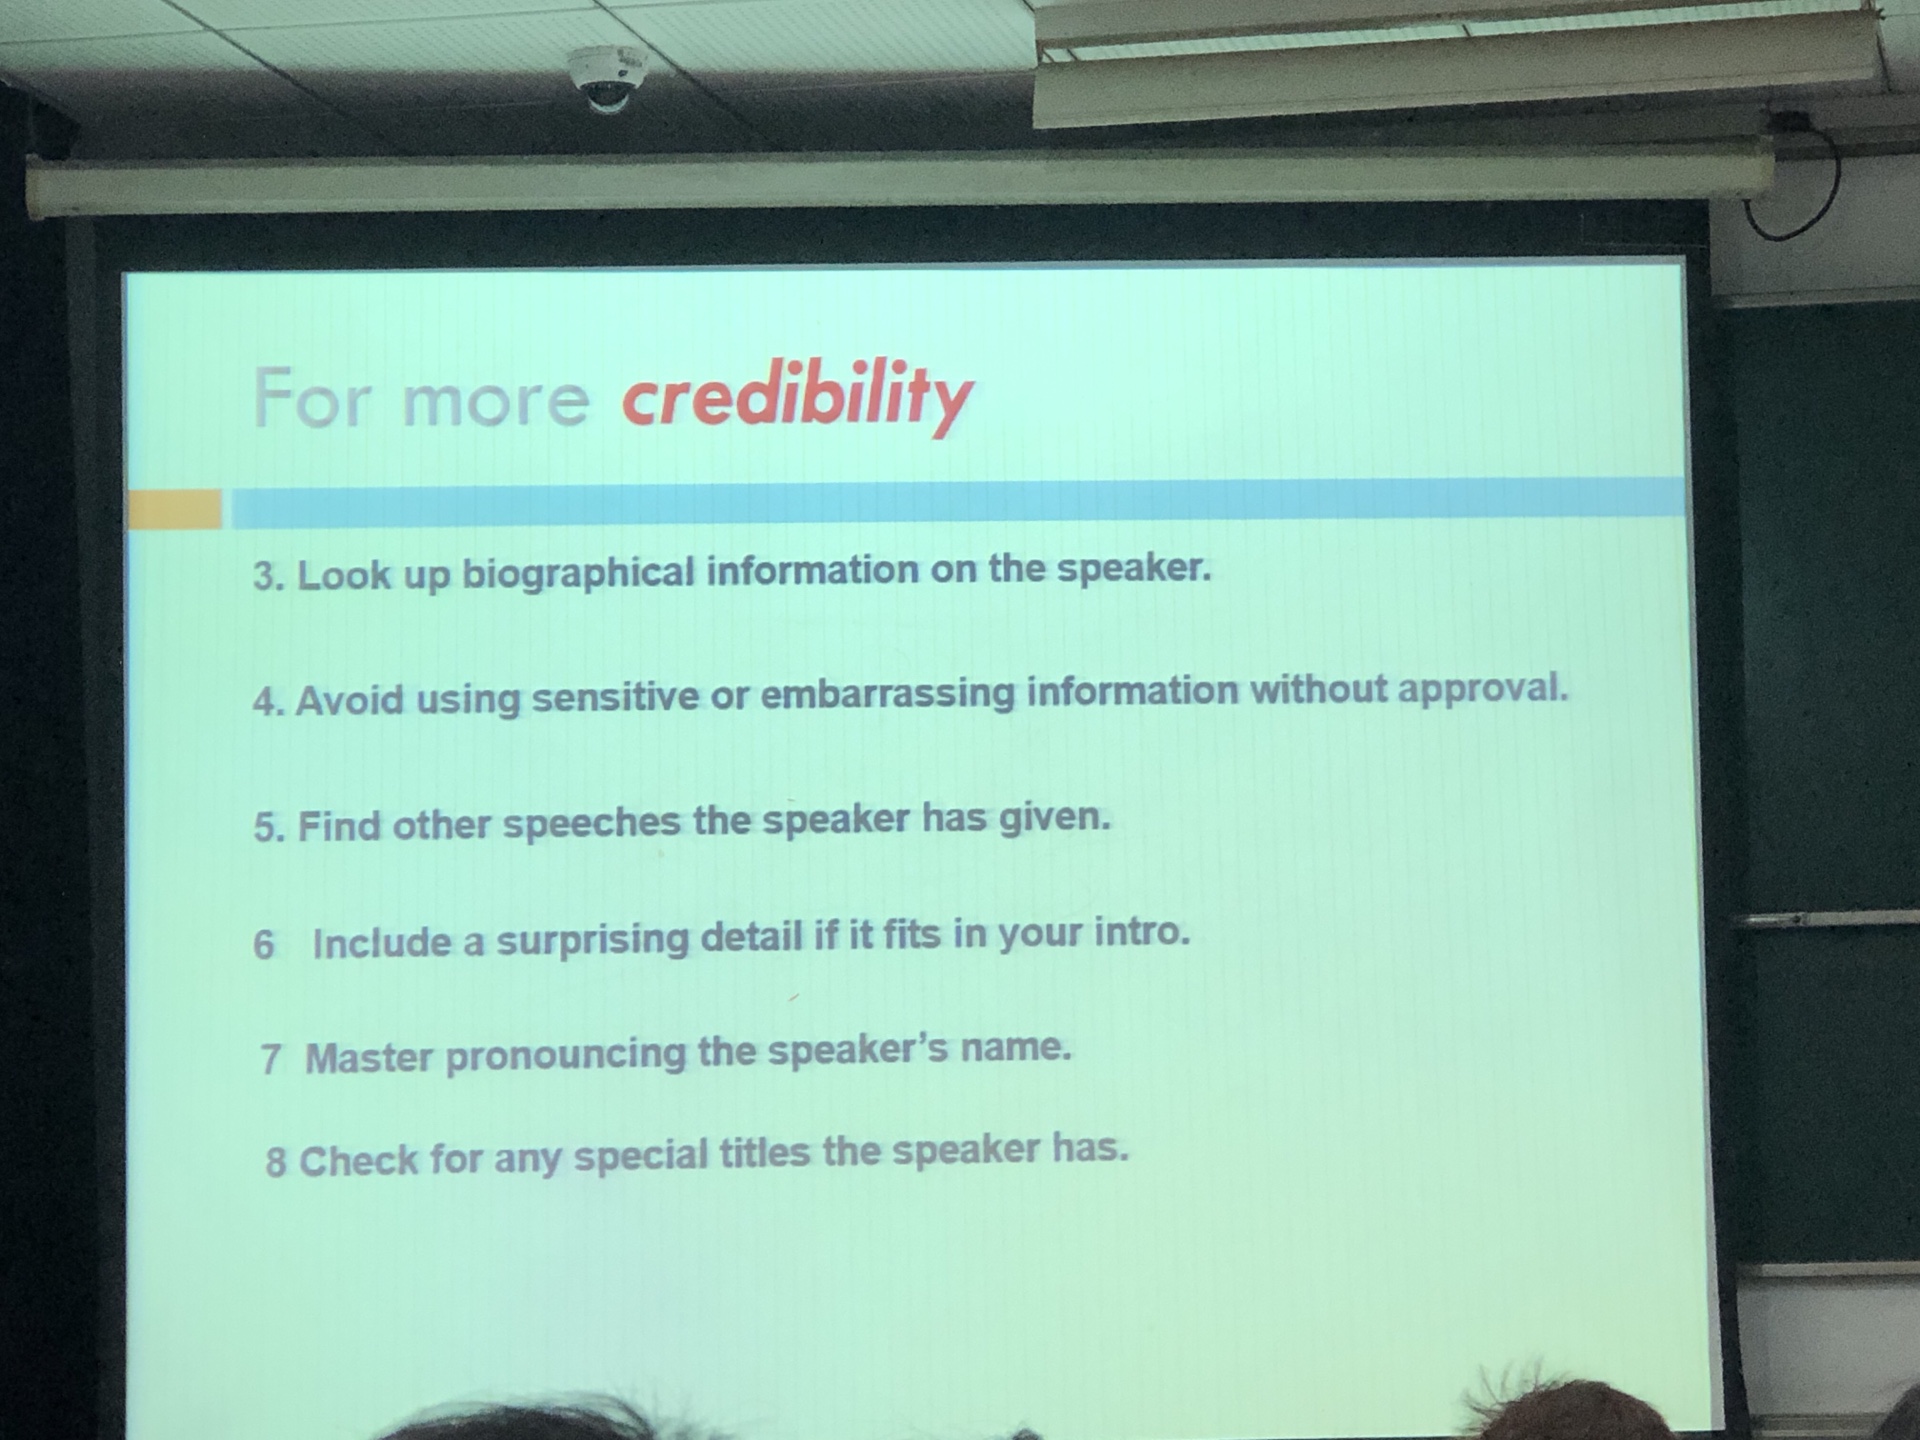 For more credibility
3. Look up biographical information on the speaker.
4. Avoid using sensitive or embarrassing information without approval.
5. Find other speeches the speaker has given.
6 Include a surprising detail if it fits in your intro.
7 Master pronouncing the speaker’s name.
8 Check for any special titles the speaker has.